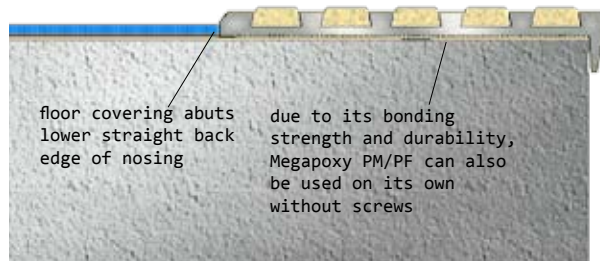 floor covering abuts
lower straight back
edge of nosing
due to its bonding
strength and durability,
Megapoxy PM/PF can also
be used on its own
without screws